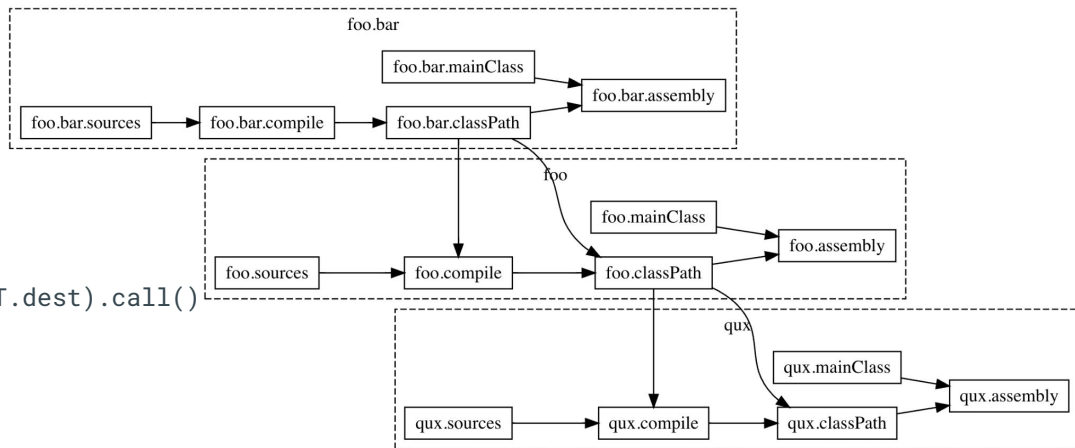 foo.bar
foo.bar.mainClass
foo.bar.assembly
foo.bar.sources
foo.bar.compile
foo.bar.classPath
foo
foo.mainClass
foo.assembly
foo.sources
foo.compile
foo.classPath
T.dest).call()
qux
qux.mainClass
qux.assembly
qux.sources
qux.compile
qux.classPath